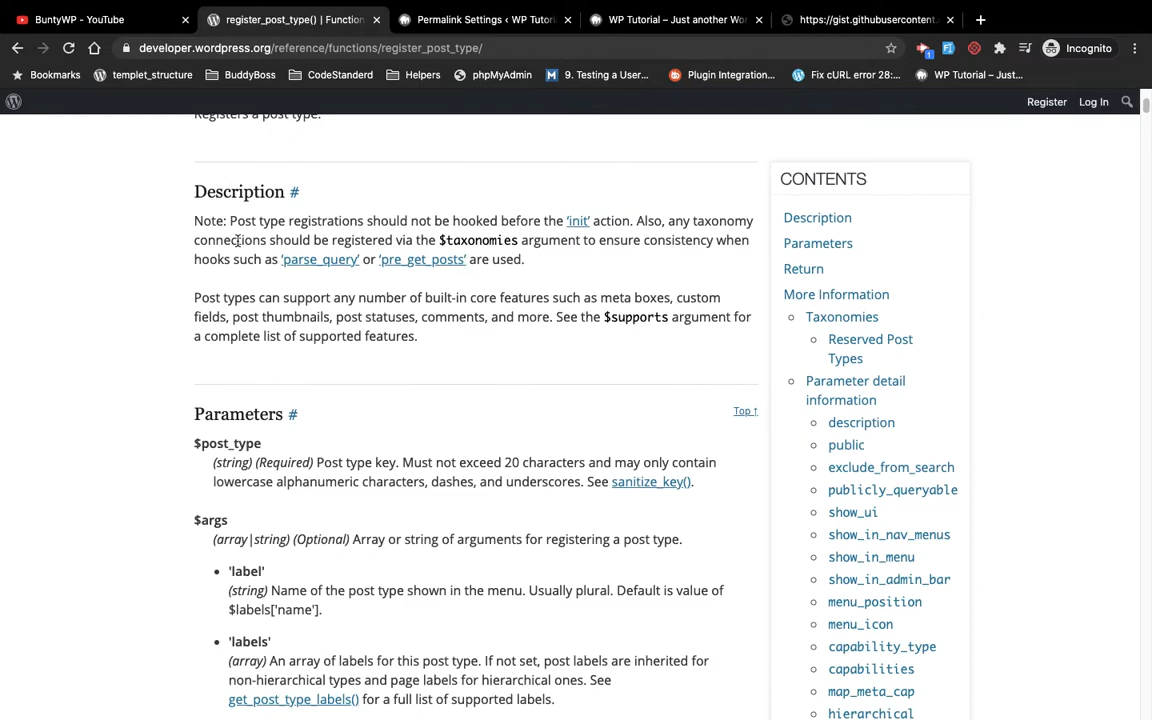 BuntyWP - YouTube
register_post_type() | Function
Permalink Settings ‹ WP Tutori
WP Tutorial – Just another Wo
https://gist.githubusercontent.
developer.wordpress.org/reference/functions/register_post_type/
1
Incognito
Bookmarks
templet_structure
BuddyBoss
CodeStanderd
Helpers
phpMyAdmin
9. Testing a User...
Plugin Integration...
Fix cURL error 28:...
WP Tutorial – Just...
Register
Log In
Registers a post type.
Description #
Note: Post type registrations should not be hooked before the ‘init’ action. Also, any taxonomy
connections should be registered via the $taxonomies argument to ensure consistency when
hooks such as ‘parse_query’ or ‘pre_get_posts’ are used.
Post types can support any number of built-in core features such as meta boxes, custom
fields, post thumbnails, post statuses, comments, and more. See the $supports argument for
a complete list of supported features.
Parameters #
Top ↑
$post_type
(string) (Required) Post type key. Must not exceed 20 characters and may only contain
lowercase alphanumeric characters, dashes, and underscores. See sanitize_key().
$args
(array|string) (Optional) Array or string of arguments for registering a post type.
'label'
(string) Name of the post type shown in the menu. Usually plural. Default is value of
$labels['name'].
'labels'
(array) An array of labels for this post type. If not set, post labels are inherited for
non-hierarchical types and page labels for hierarchical ones. See
get_post_type_labels() for a full list of supported labels.
CONTENTS
Description
Parameters
Return
More Information
Taxonomies
Reserved Post
Types
Parameter detail
information
description
public
exclude_from_search
publicly_queryable
show_ui
show_in_nav_menus
show_in_menu
show_in_admin_bar
menu_position
menu_icon
capability_type
capabilities
map_meta_cap
hierarchical